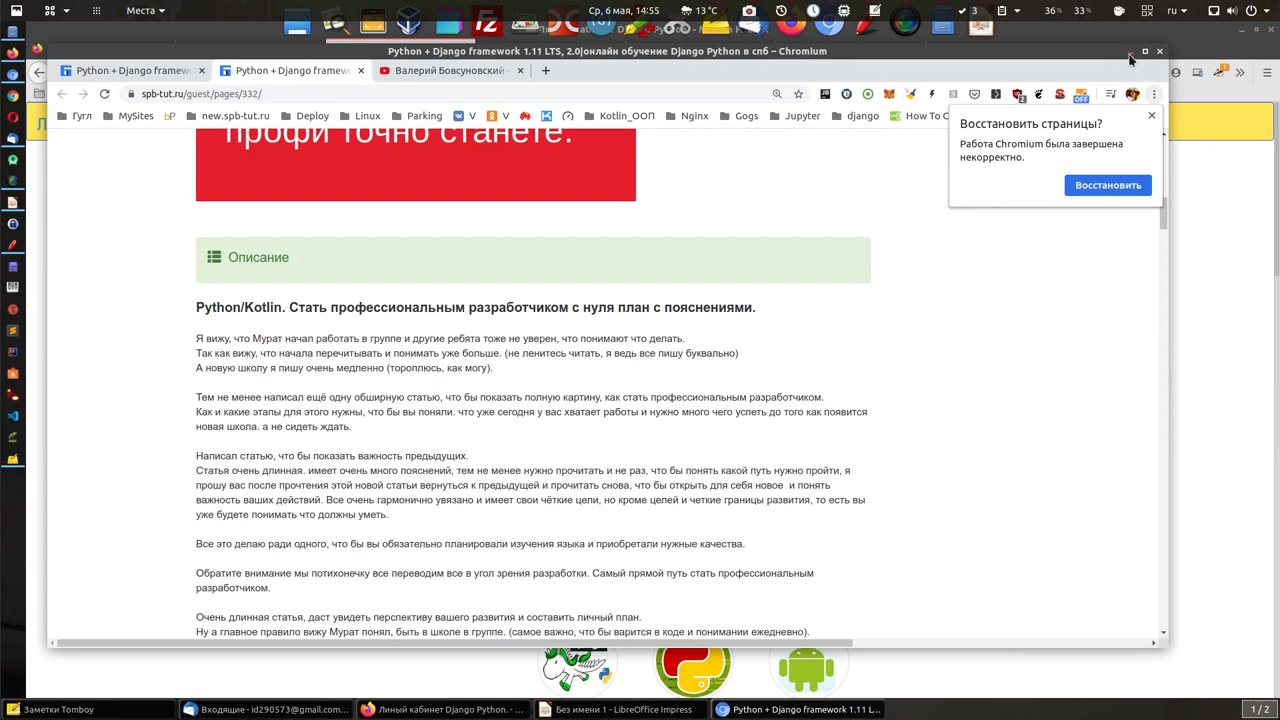 Места
Ср, 6 мая, 14:55
13°C
3
36%
33%
ru
Python + Django framework 1.11 LTS, 2.0|онлайн обучение Django Python в спб – Chromium
Python + Django framew
Python + Django framew
Валерий Бовсуновский -
spb-tut.ru/guest/pages/332/
2
OFF
Гугл
MySites
bP
new.spb-tut.ru
Deploy
Linux
Parking
V
V
Kotlin_ООП
Nginx
Gogs
Jupyter
django
How To C
Восстановить страницы?
Работа Chromium была завершена
некорректно.
Восстановить
профи точно станете.
Описание
Python/Kotlin. Стать профессиональным разработчиком с нуля план с пояснениями.
Я вижу, что Мурат начал работать в группе и другие ребята тоже не уверен, что понимают что делать.
Так как вижу, что начала перечитывать и понимать уже больше. (не ленитесь читать, я ведь все пишу буквально)
А новую школу я пишу очень медленно (тороплюсь, как могу).
Тем не менее написал ещё одну обширную статью, что бы показать полную картину, как стать профессиональным разработчиком.
Как и какие этапы для этого нужны, что бы вы поняли. что уже сегодня у вас хватает работы и нужно много чего успеть до того как появится
новая школа. а не сидеть ждать.
Написал статью, что бы показать важность предыдущих.
Статья очень длинная. имеет очень много пояснений, тем не менее нужно прочитать и не раз, что бы понять какой путь нужно пройти, я
прошу вас после прочтения этой новой статьи вернуться к предыдущей и прочитать снова, что бы открыть для себя новое и понять
важность ваших действий. Все очень гармонично увязано и имеет свои чёткие цели, но кроме целей и четкие границы развития, то есть вы
уже будете понимать что должны уметь.
Все это делаю ради одного, что бы вы обязательно планировали изучения языка и приобретали нужные качества.
Обратите внимание мы потихонечку все переводим все в угол зрения разработки. Самый прямой путь стать профессиональным
разработчиком.
Очень длинная статья, даст увидеть перспективу вашего развития и составить личный план.
Ну а главное правило вижу Мурат понял, быть в школе в группе. (самое важно, что бы варится в коде и понимании ежедневно).
Заметки Tomboy
Входящие - id290573@gmail.com...
Линый кабинет Django Python. - ...
Без имени 1 - LibreOffice Impress
Python + Django framework 1.11 L...
1 / 2